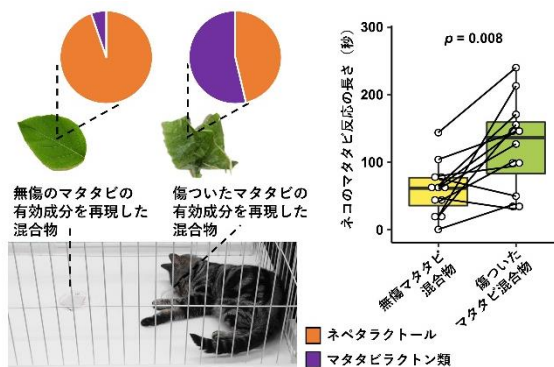 無傷のマタタビの
有効成分を再現した
混合物
傷ついたマタタビの
有効成分を再現した
混合物
ネコのマタタビ反応の長さ（秒）
300
200
100
0
p = 0.008
無傷マタタビ
混合物
傷ついた
マタタビ混合物
ネペタラクトール
マタタビラクトン類